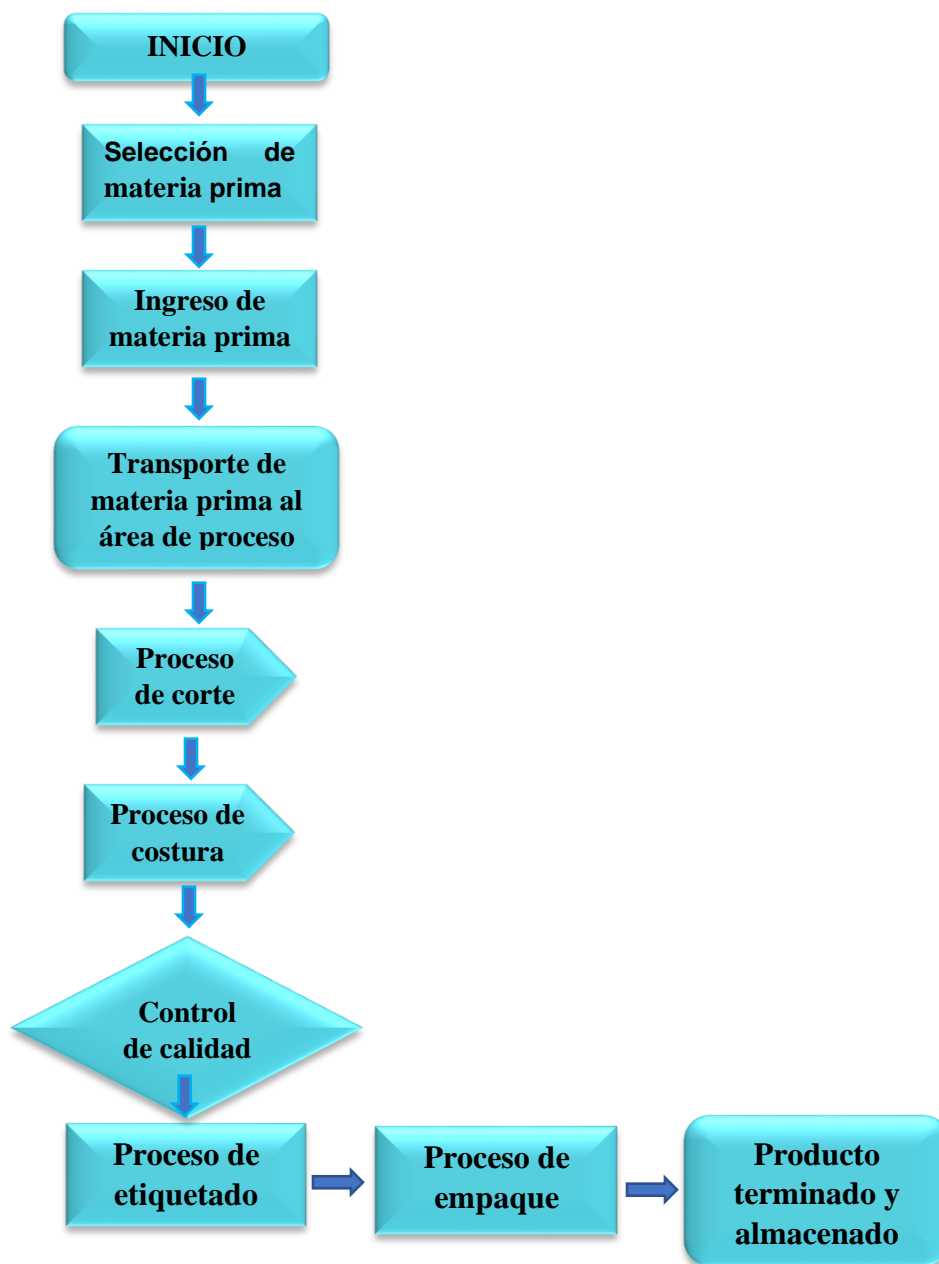 INICIO
Selección de
materia prima
Ingreso de
materia prima
Transporte de
materia prima al
área de proceso
Proceso
de corte
Proceso de
costura
Control
de calidad
Proceso de
etiquetado
Proceso de
empaque
Producto
terminado y
almacenado